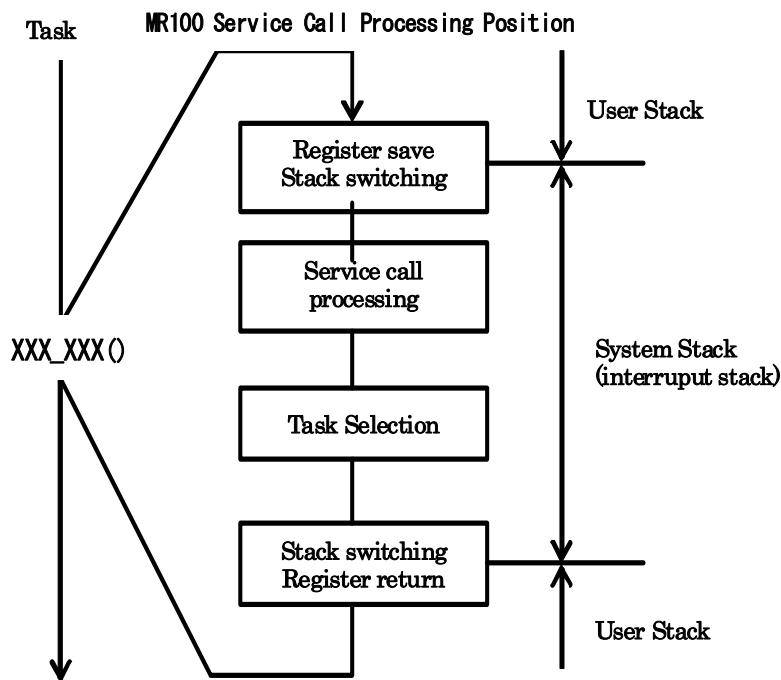 Task
MR100 Service Call Processing Position
User Stack
Register save
Stack switching
Service call
processing
XXX_XXX()
System Stack
(interruput stack)
Task Selection
Stack switching
Register return
User Stack